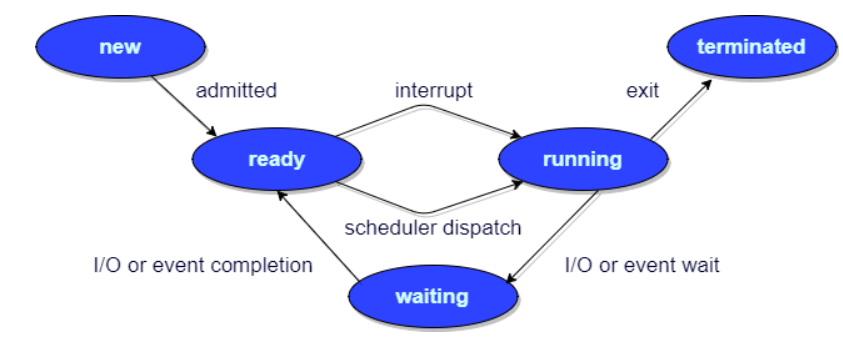 new
terminated
admitted
interrupt
exit
ready
running
scheduler dispatch
I/O or event completion
I/O or event wait
waiting